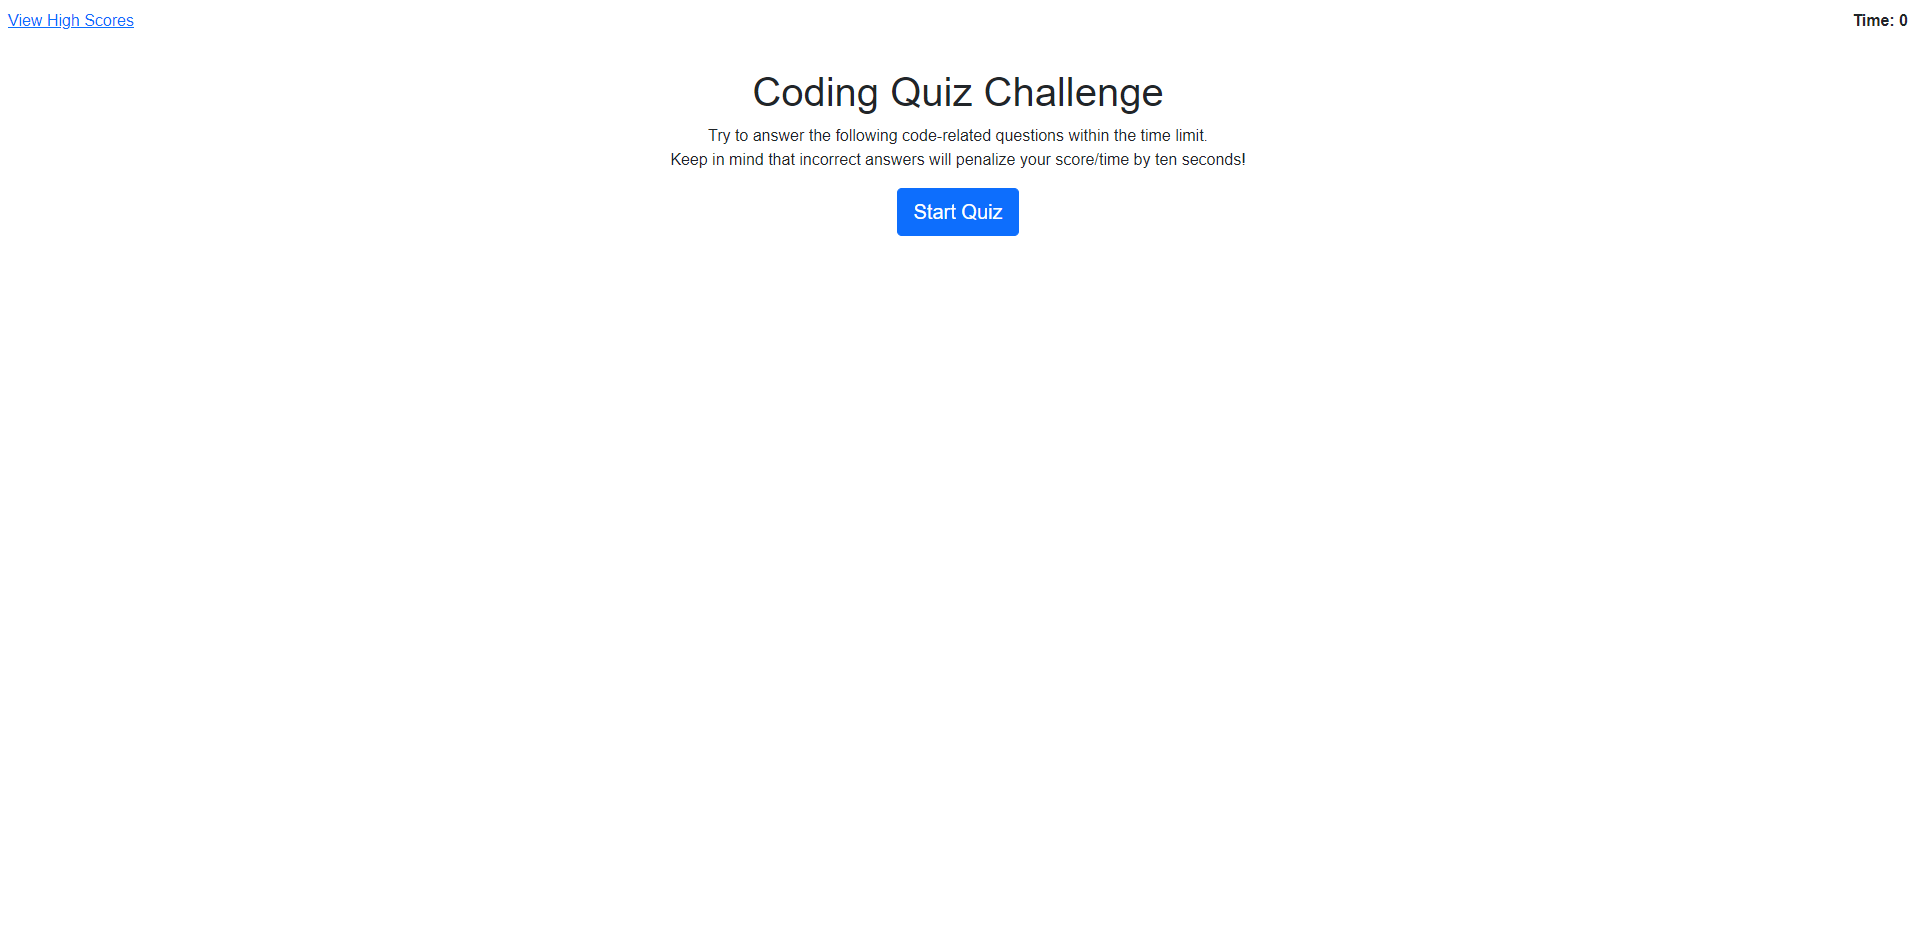 View High Scores
Time: 0
Coding Quiz Challenge
Try to answer the following code-related questions within the time limit.
Keep in mind that incorrect answers will penalize your score/time by ten seconds!
Start Quiz